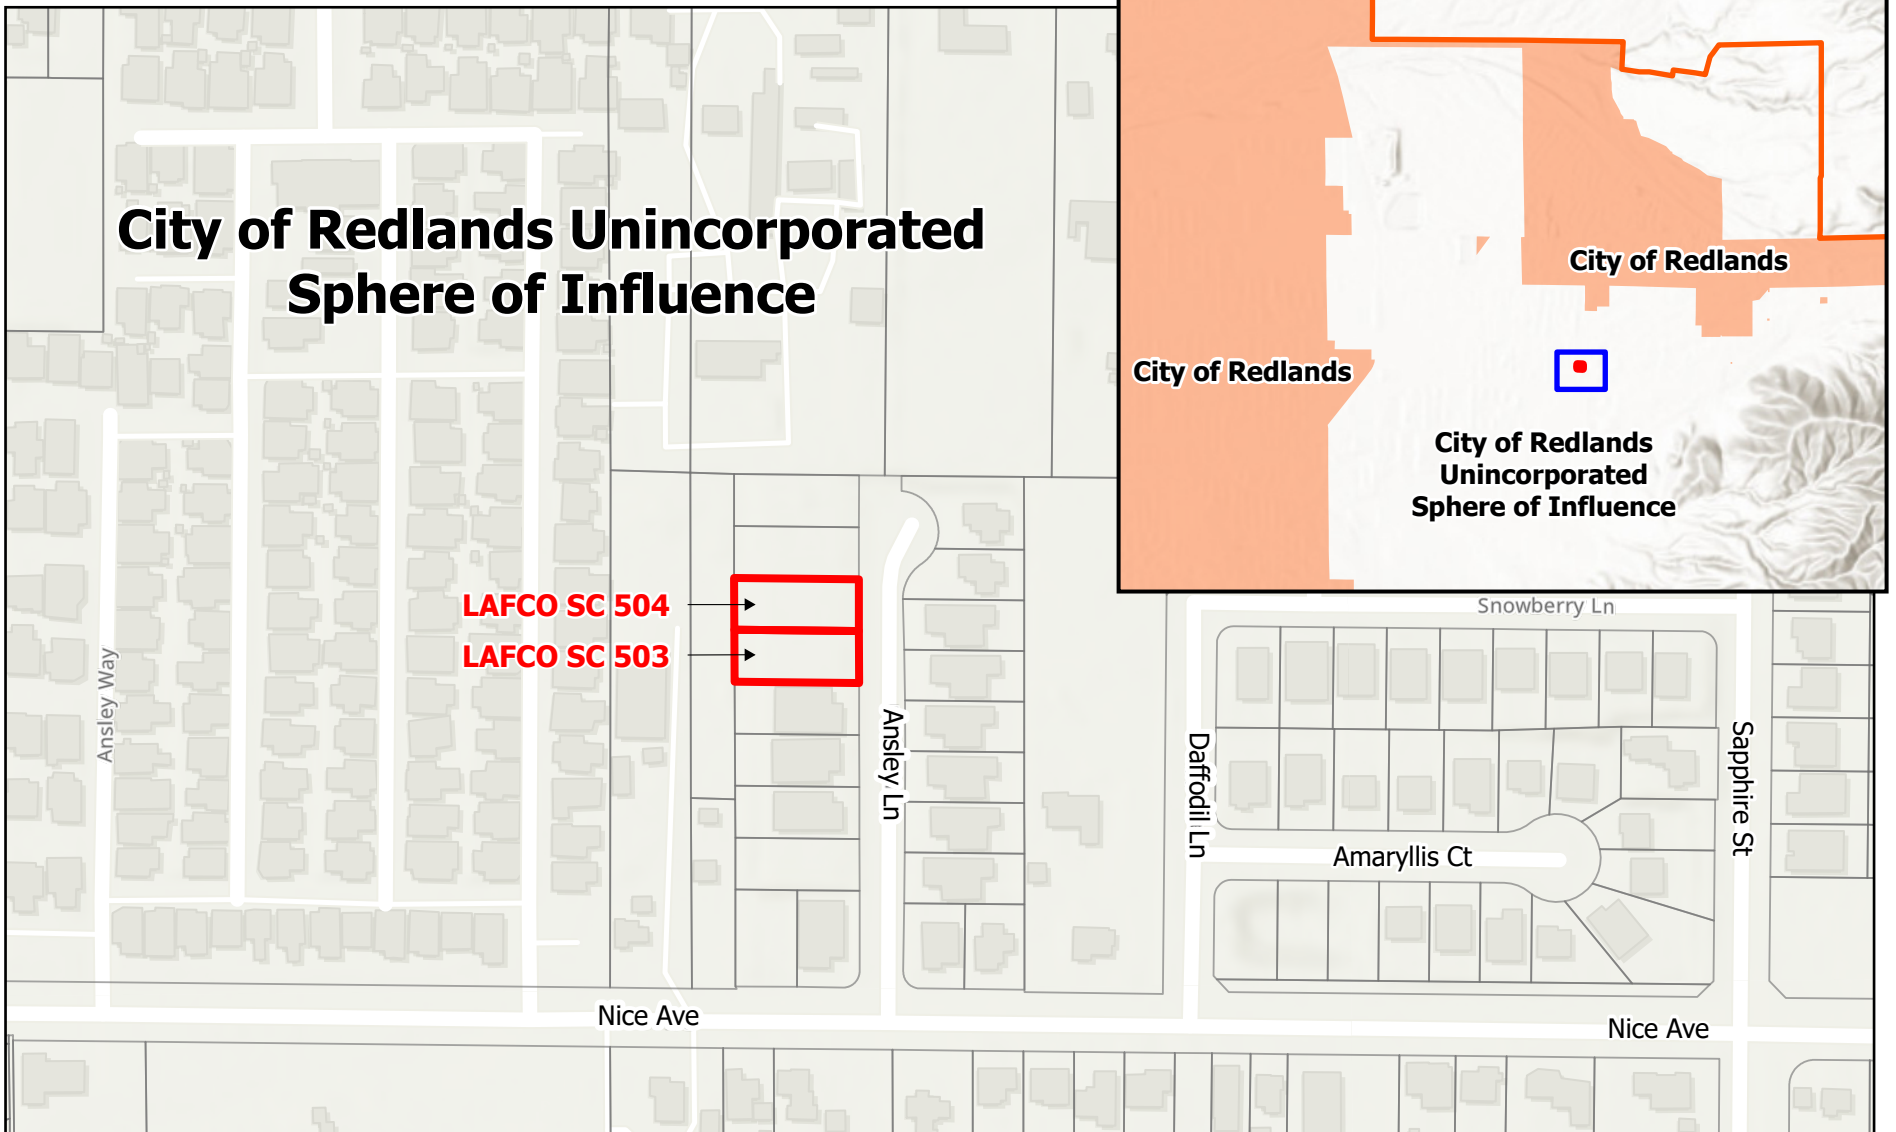 City of Redlands Unincorporated
Sphere of Influence
City of Redlands
City of Redlands
City of Redlands
Unincorporated
Sphere of Influence
LAFCO SC 504
LAFCO SC 503
Snowberry Ln
Ansley Way
Ansley Ln
Daffodil Ln
Sapphire St
Amaryllis Ct
Nice Ave
Nice Ave